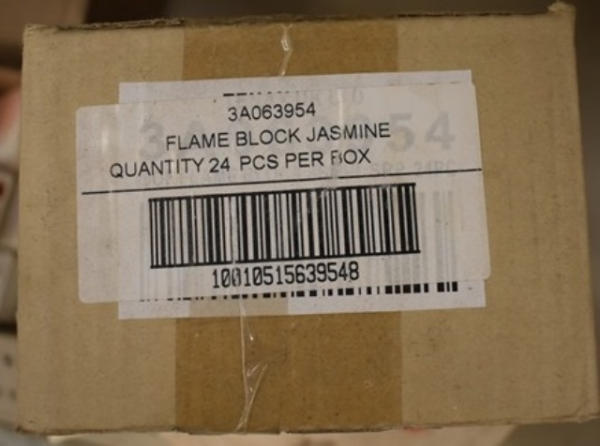 3A063954
FLAME BLOCK JASMINE
QUANTITY 24 PCS PER BOX
10010515639548